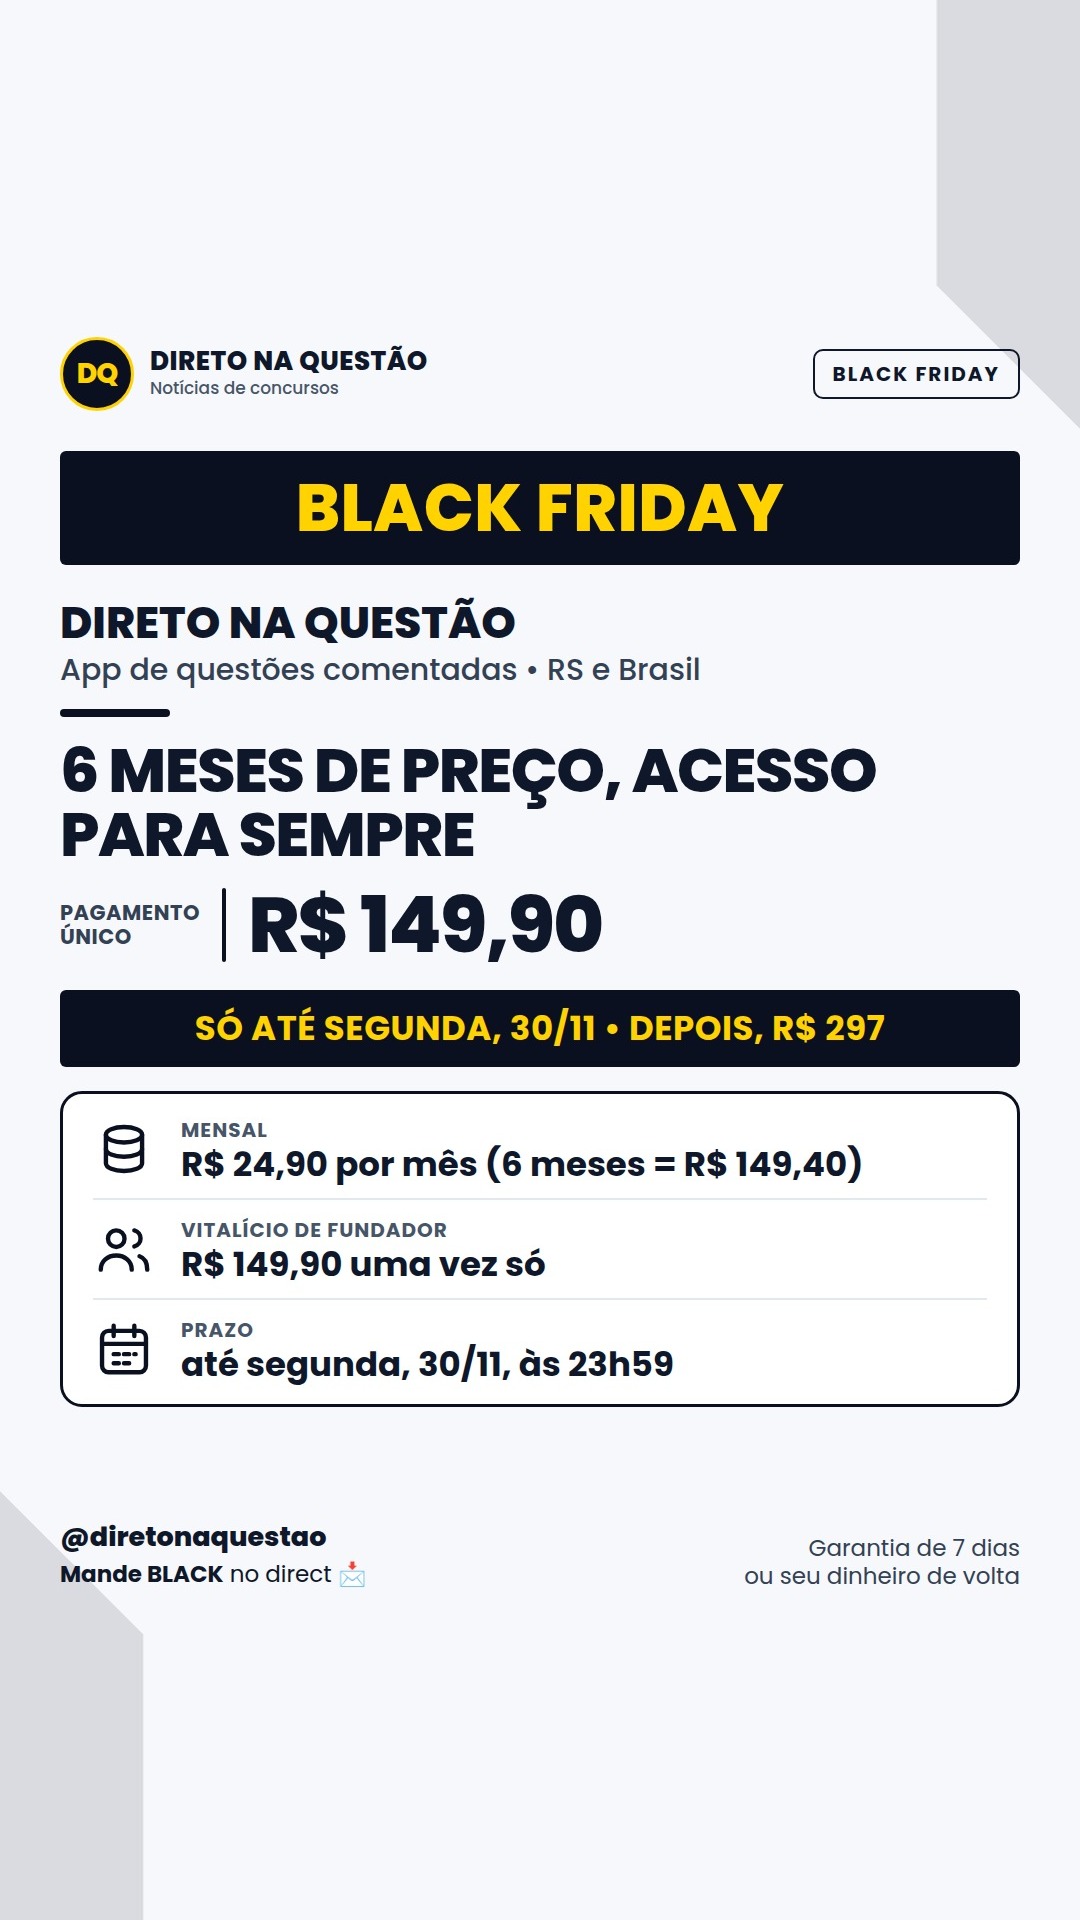 DQ
DIRETO NA QUESTÃO
Notícias de concursos
BLACK FRIDAY
BLACK FRIDAY
DIRETO NA QUESTÃO
App de questões comentadas • RS e Brasil
6 MESES DE PREÇO, ACESSO
PARA SEMPRE
PAGAMENTO
ÚNICO
R$ 149,90
SÓ ATÉ SEGUNDA, 30/11 • DEPOIS, R$ 297
MENSAL
R$ 24,90 por mês (6 meses = R$ 149,40)
VITALÍCIO DE FUNDADOR
R$ 149,90 uma vez só
PRAZO
até segunda, 30/11, às 23h59
@diretonaquestao
Mande BLACK no direct 📩
Garantia de 7 dias
ou seu dinheiro de volta